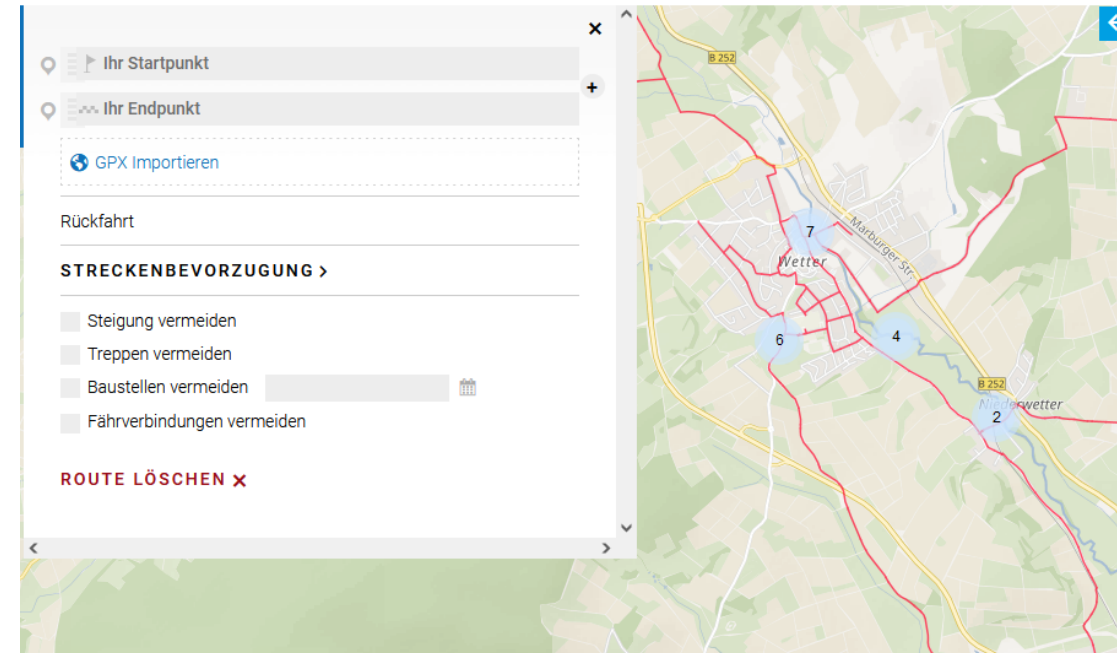 Ihr Startpunkt
Ihr Endpunkt
GPX Importieren
Rückfahrt
STRECKENBEVORZUGUNG
Steigung vermeiden
Treppen vermeiden
Baustellen vermeiden
Fährverbindungen vermeiden
ROUTE LÖSCHEN
B 252
7
Marburger Str.
Wetter
6
4
B 252
Niederwetter
2